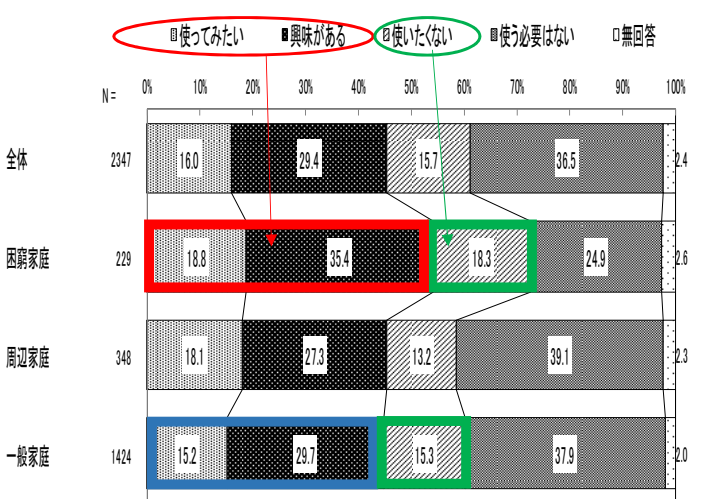 使ってみたい 興味がある 使いたくない 使う必要はない 無回答
N= 0% 10% 20% 30% 40% 50% 60% 70% 80% 90% 100%
全体 2347 16.0 29.4 15.7 36.5 2.4
困窮家庭 229 18.8 35.4 18.3 24.9 2.6
周辺家庭 348 18.1 27.3 13.2 39.1 2.3
一般家庭 1424 15.2 29.7 15.3 37.9 2.0